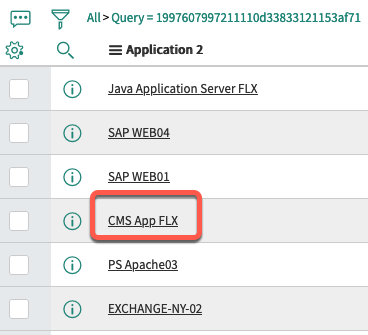 All > Query = 1997607997211110d33833121153af71
Application 2
Java Application Server FLX
SAP WEB04
SAP WEB01
CMS App FLX
PS Apache03
EXCHANGE-NY-02